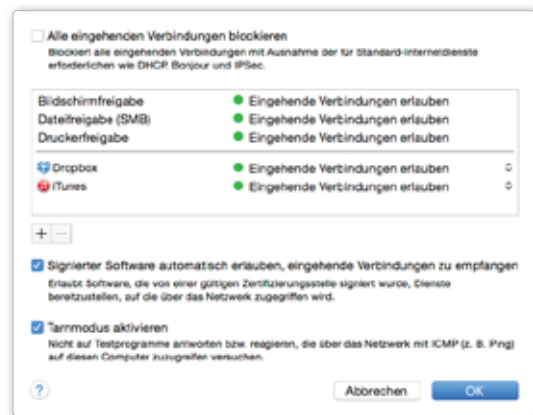 Alle eingehenden Verbindungen blockieren
Blockiert alle eingehenden Verbindungen mit Ausnahme der für Standard-Internetdienste
erforderlichen wie DHCP, Bonjour und IPSec.
Bildschirmfreigabe Eingehende Verbindungen erlauben
Dateifreigabe (SMB) Eingehende Verbindungen erlauben
Druckerfreigabe Eingehende Verbindungen erlauben
Dropbox Eingehende Verbindungen erlauben
iTunes Eingehende Verbindungen erlauben
+ −
Signierter Software automatisch erlauben, eingehende Verbindungen zu empfangen
Erlaubt Software, die von einer gültigen Zertifizierungsstelle signiert wurde, Dienste
bereitzustellen, auf die über das Netzwerk zugegriffen wird.
Tarnmodus aktivieren
Nicht auf Testprogramme antworten bzw. reagieren, die über das Netzwerk mit ICMP (z. B. Ping)
auf diesen Computer zuzugreifen versuchen.
? Abbrechen OK